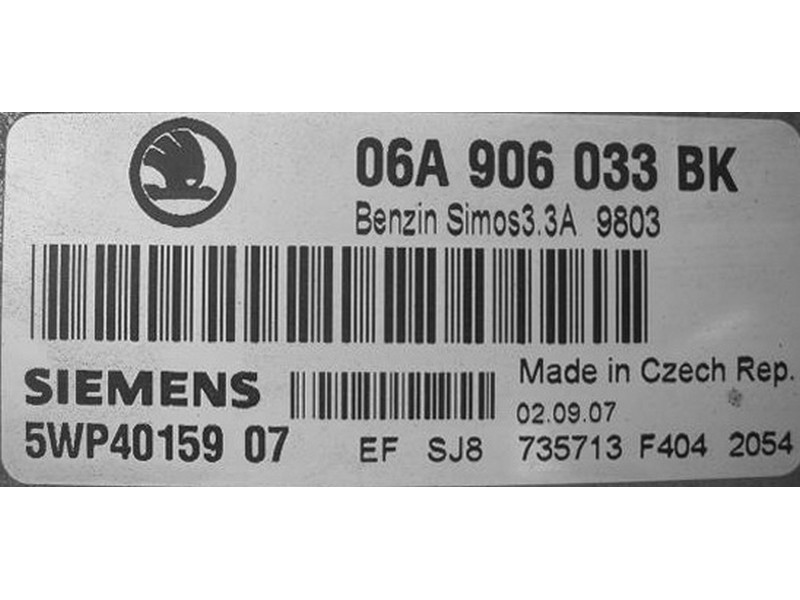 06A 906 033 BK
Benzin Simos3.3A 9803
SIEMENS
Made in Czech Rep.
02.09.07
5WP40159 07 EF SJ8 735713 F404 2054